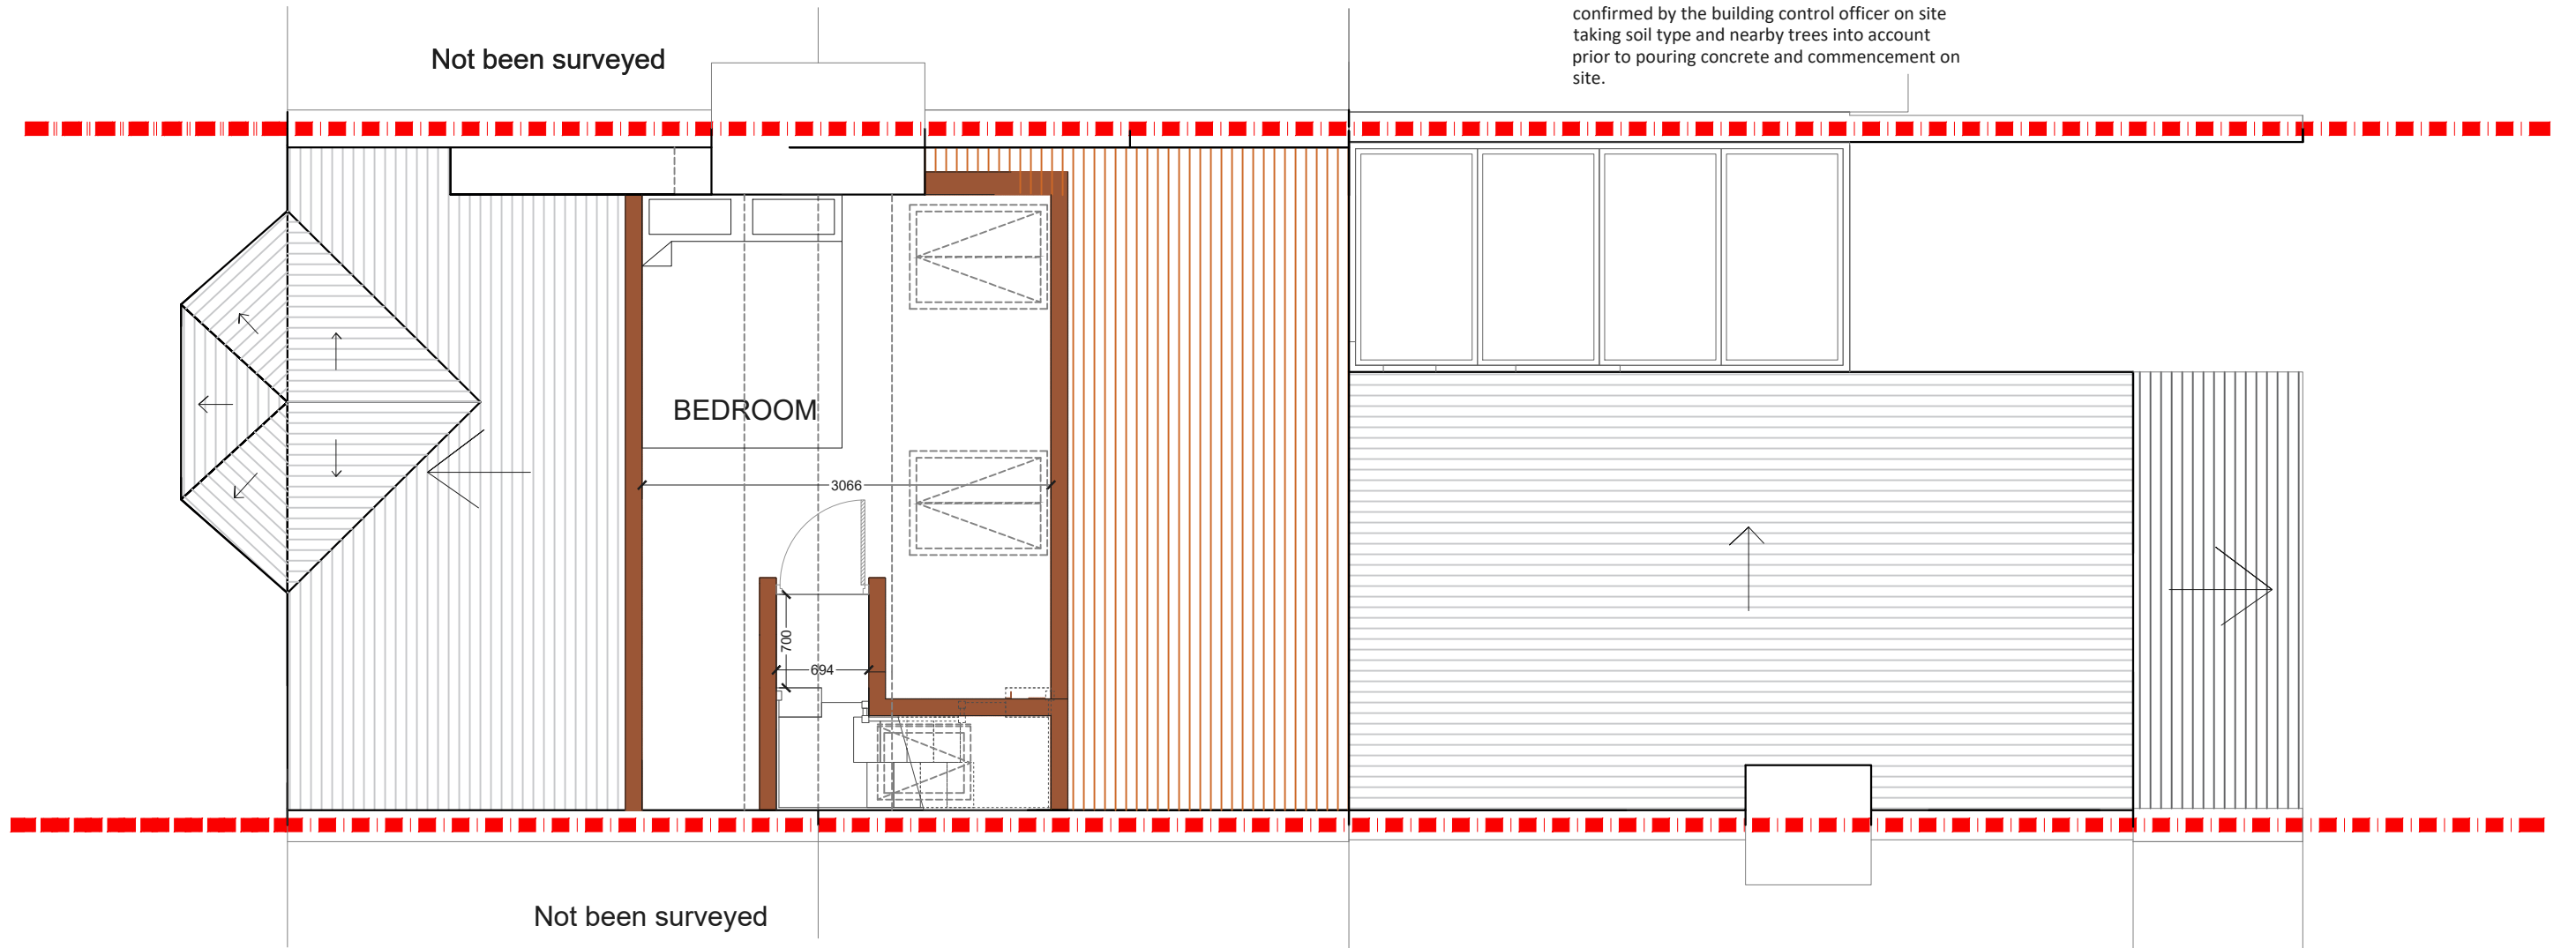 confirmed by the building control officer on site
taking soil type and nearby trees into account
prior to pouring concrete and commencement on
site.
Not been surveyed
BEDROOM
3066
700
694
Not been surveyed